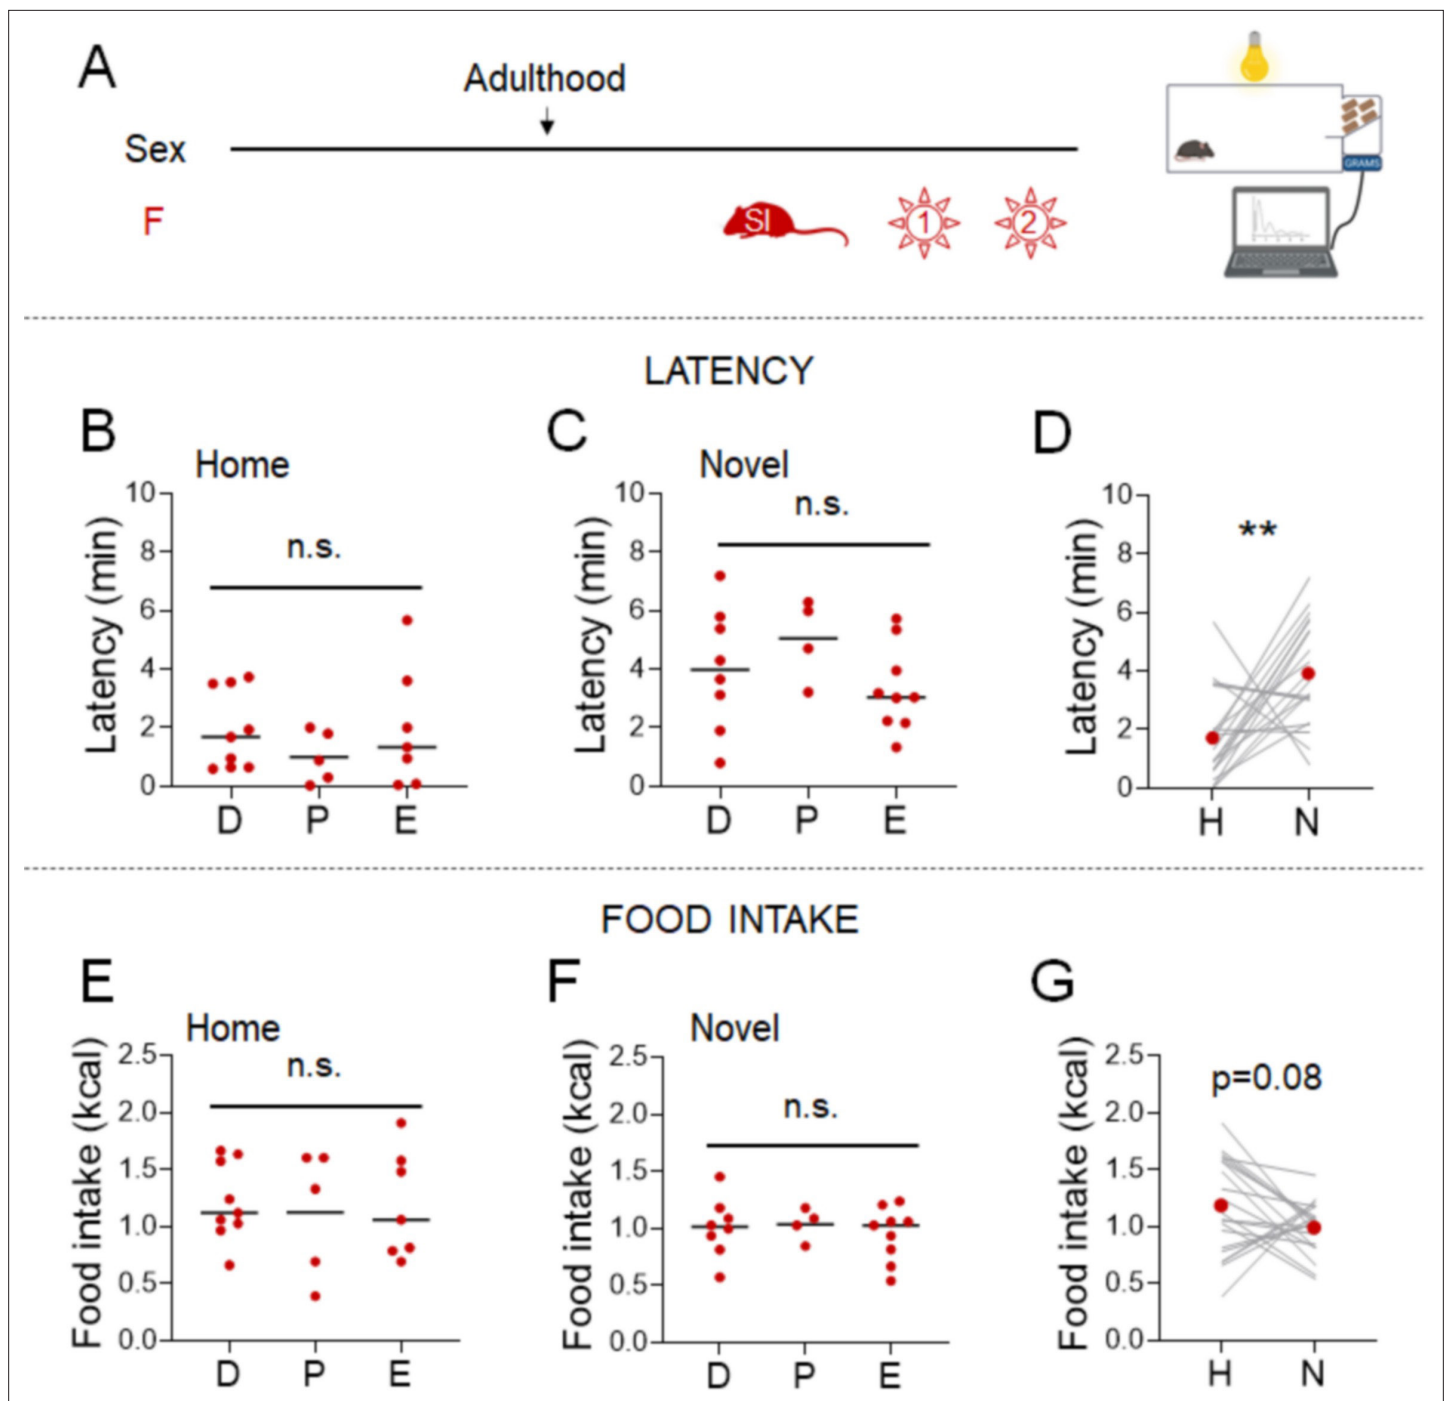 A
Adulthood
Sex
F
SI
1
2
GRAMS
LATENCY
B
Home
n.s.
Latency (min)
10
8
6
4
2
0
D P E
C
Novel
n.s.
Latency (min)
10
8
6
4
2
0
D P E
D
**
Latency (min)
10
8
6
4
2
0
H N
FOOD INTAKE
E
Home
n.s.
Food intake (kcal)
2.5
2.0
1.5
1.0
0.5
0.0
D P E
F
Novel
n.s.
Food intake (kcal)
2.5
2.0
1.5
1.0
0.5
0.0
D P E
G
p=0.08
Food intake (kcal)
2.5
2.0
1.5
1.0
0.5
0.0
H N